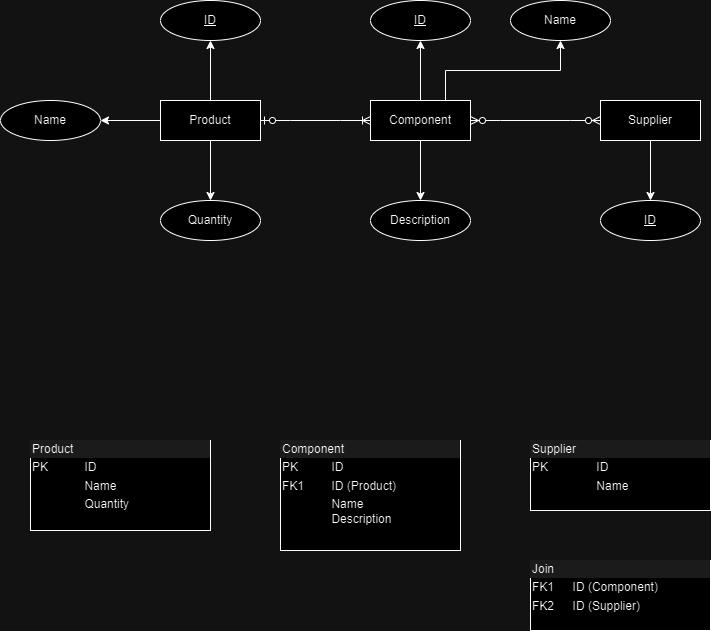 ID
ID
Name
Name
Product
Component
Supplier
Quantity
Description
ID
Product
PK ID
Name
Quantity
Component
PK ID
FK1 ID (Product)
Name
Description
Supplier
PK ID
Name
Join
FK1 ID (Component)
FK2 ID (Supplier)